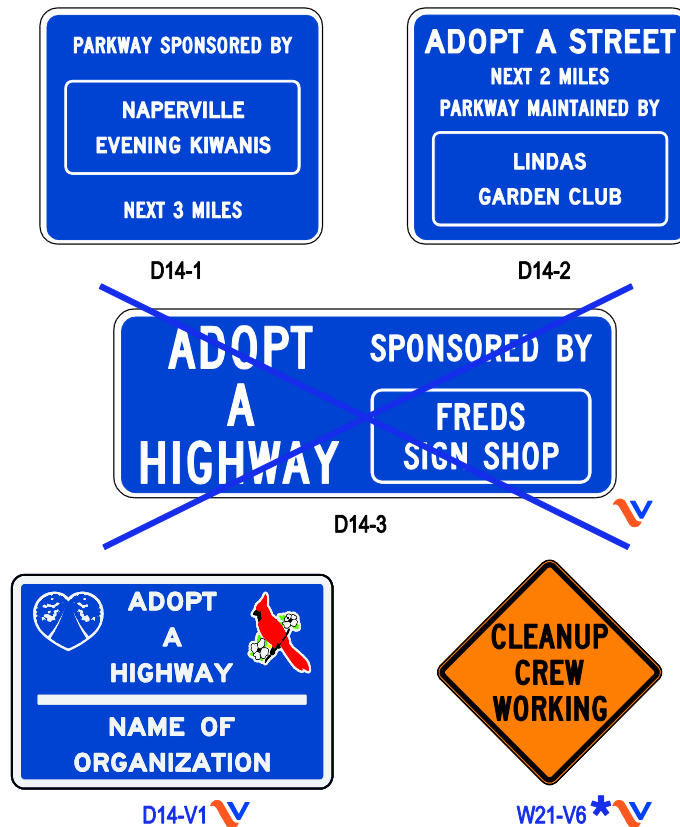 PARKWAY SPONSORED BY
NAPERVILLE
EVENING KIWANIS
NEXT 3 MILES
D14-1
ADOPT A STREET
NEXT 2 MILES
PARKWAY MAINTAINED BY
LINDAS
GARDEN CLUB
D14-2
ADOPT
A
HIGHWAY
SPONSORED BY
FREDS
SIGN SHOP
D14-3
ADOPT
A
HIGHWAY
NAME OF
ORGANIZATION
D14-V1
CLEANUP
CREW
WORKING
W21-V6 *